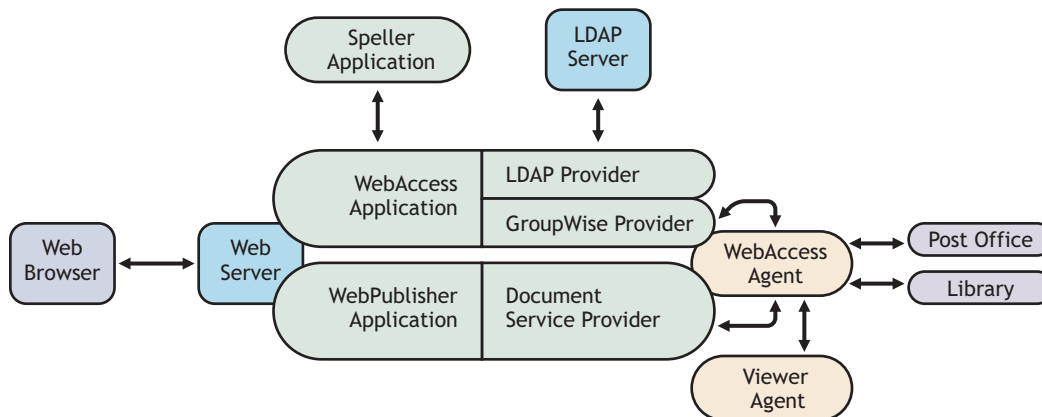 Speller
Application
LDAP
Server
WebAccess
Application
LDAP Provider
GroupWise Provider
Web
Browser
Web
Server
WebAccess
Agent
Post Office
Library
WebPublisher
Application
Document
Service Provider
Viewer
Agent